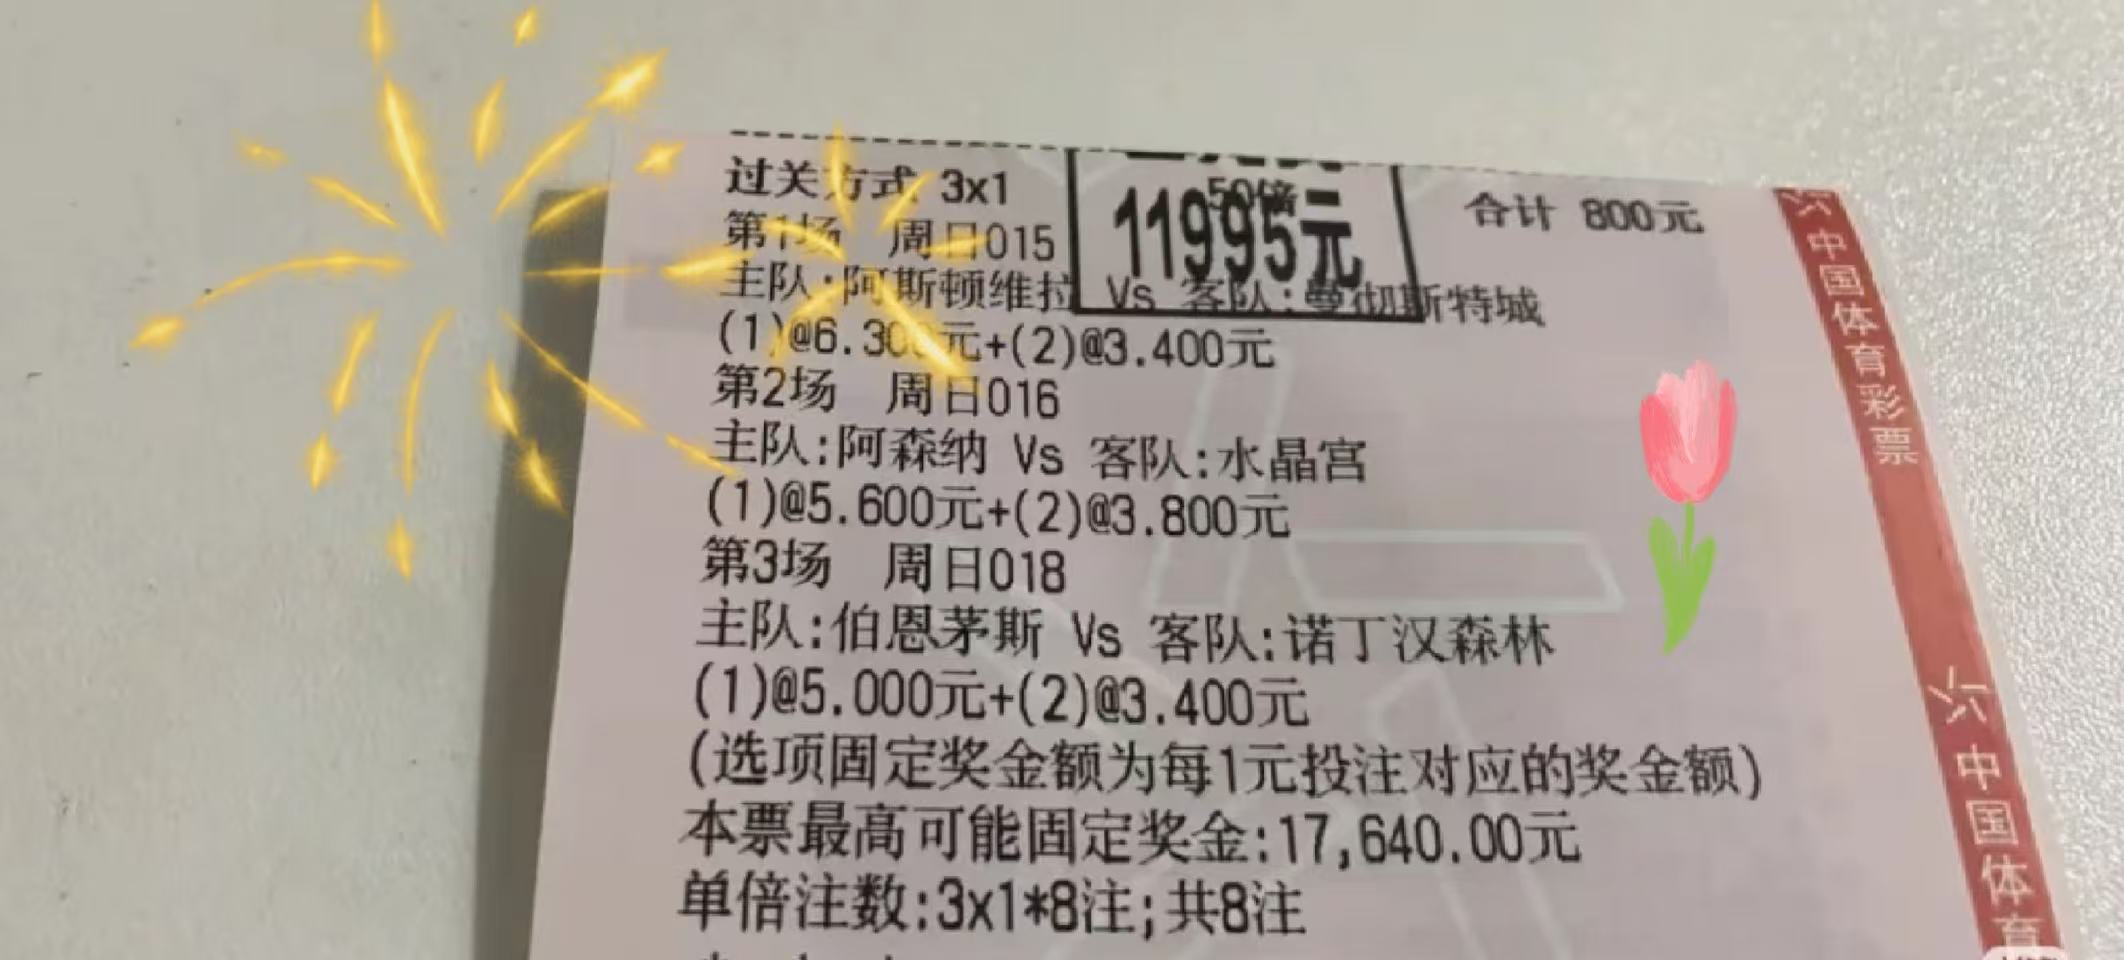 过关方式 3x1 50倍 合计 800元
11995元
第1场 周日015
主队:阿斯顿维拉 Vs 客队:曼彻斯特城
(1)@6.300元+(2)@3.400元
第2场 周日016
主队:阿森纳 Vs 客队:水晶宫
(1)@5.600元+(2)@3.800元
第3场 周日018
主队:伯恩茅斯 Vs 客队:诺丁汉森林
(1)@5.000元+(2)@3.400元
(选项固定奖金额为每1元投注对应的奖金额)
本票最高可能固定奖金:17,640.00元
单倍注数:3x1*8注;共8注
中国体育彩票
中国体育